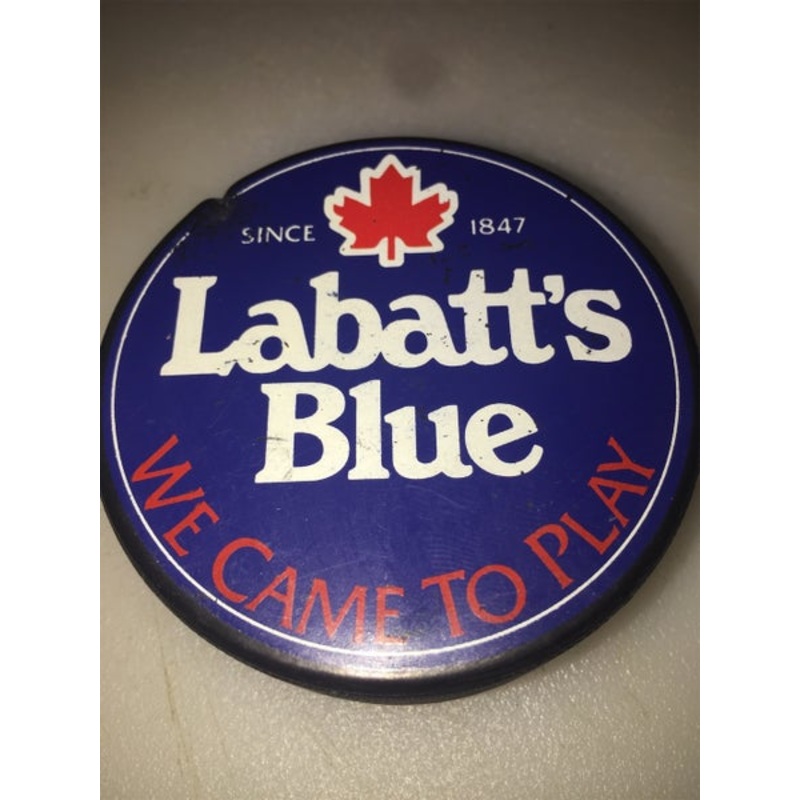 SINCE 1847
Labatt's
Blue
WE CAME TO PLAY